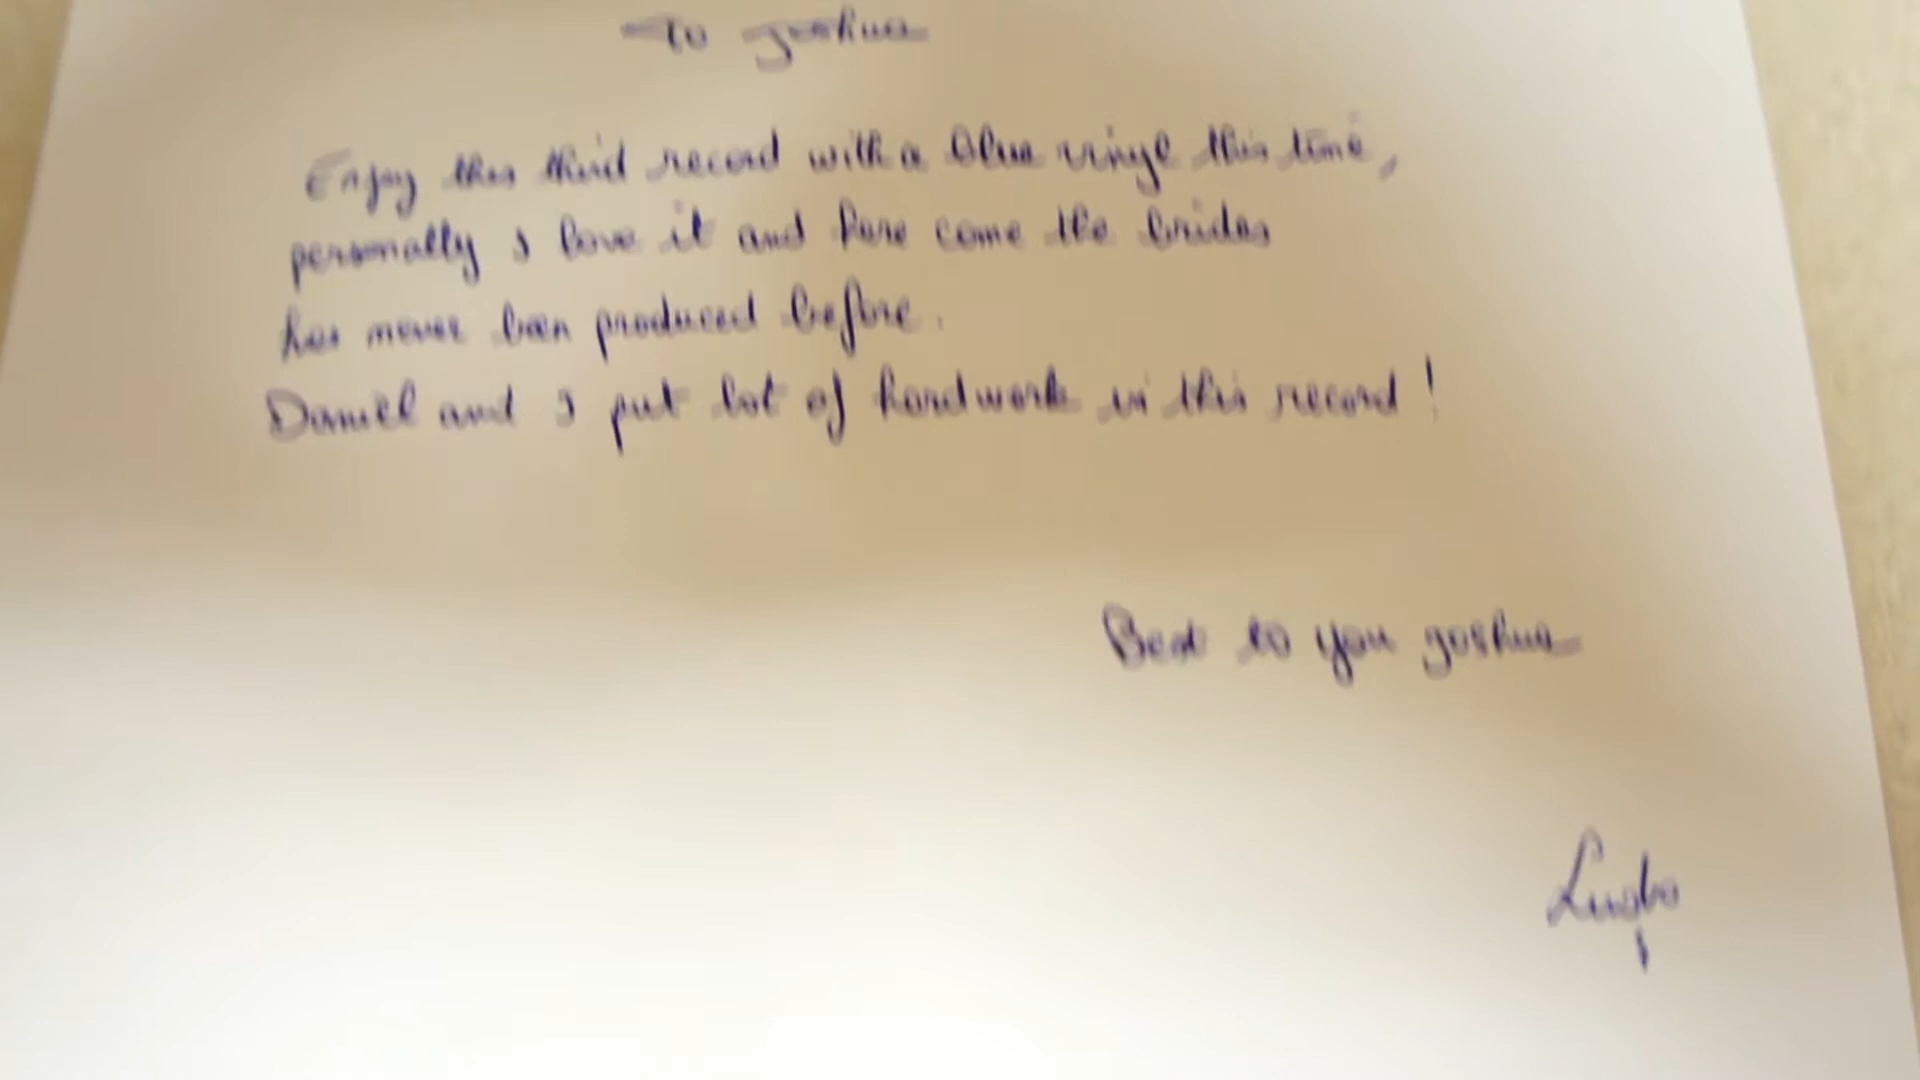 To Joshua
Enjoy this third record with a blue vinyl this time,
personally I love it and here come the brides
has never been produced before.
Daniel and I put lot of hardwork in this record!
Best to you Joshua